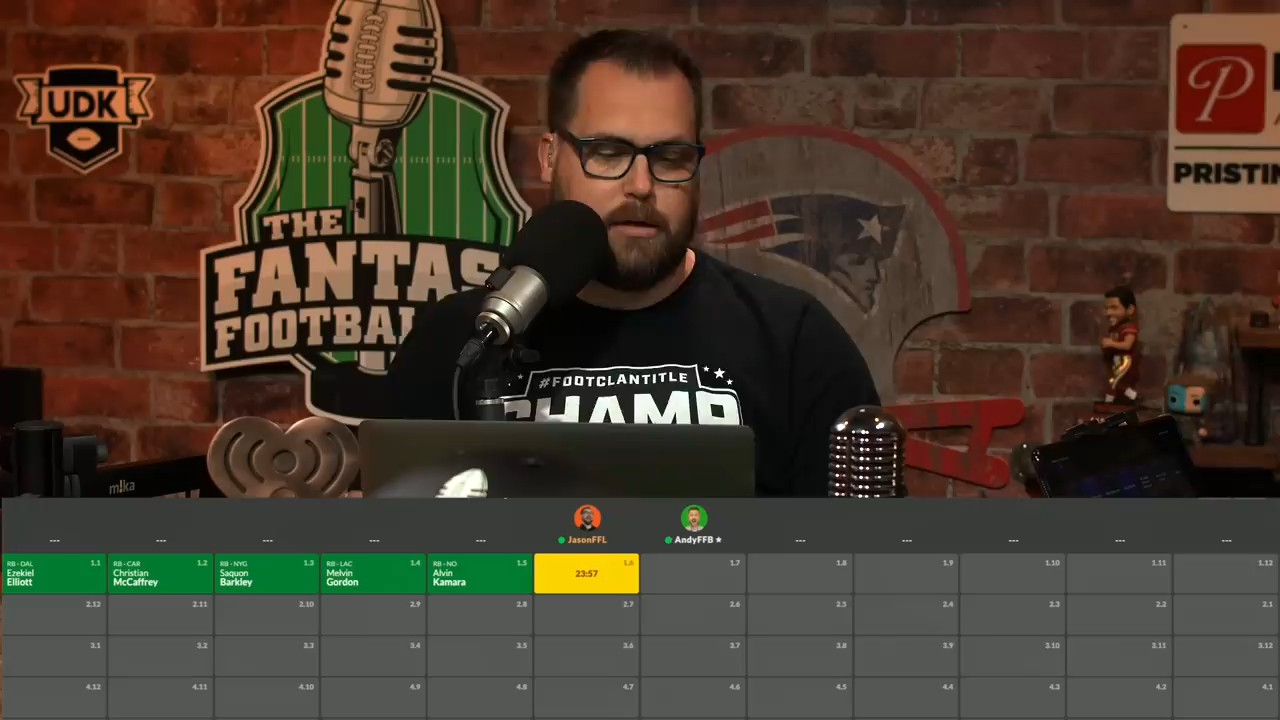 UDK
THE
FANTAS
FOOTBAL
P
PRISTIN
#FOOTCLANTITLE
CHAMP
mika
---
---
---
---
---
JasonFFL
AndyFFB ★
---
---
---
---
---
RB - DAL 1.1
Ezekiel
Elliott
RB - CAR 1.2
Christian
McCaffrey
RB - NYG 1.3
Saquon
Barkley
RB - LAC 1.4
Melvin
Gordon
RB - NO 1.5
Alvin
Kamara
1.6
23:57
1.7
1.8
1.9
1.10
1.11
1.12
2.12
2.11
2.10
2.9
2.8
2.7
2.6
2.5
2.4
2.3
2.2
2.1
3.1
3.2
3.3
3.4
3.5
3.6
3.7
3.8
3.9
3.10
3.11
3.12
4.12
4.11
4.10
4.9
4.8
4.7
4.6
4.5
4.4
4.3
4.2
4.1